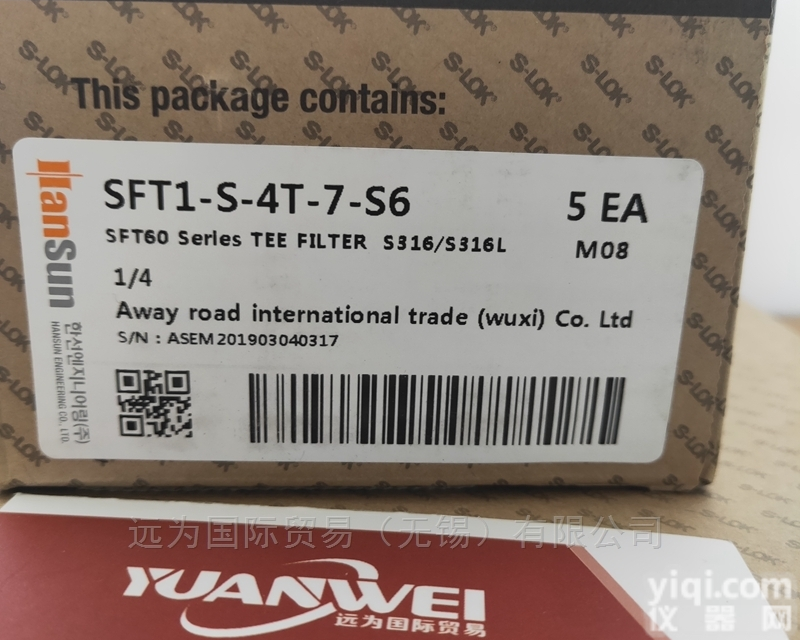 This package contains:
HanSun
한선엔지니어링(주)
HANSUN ENGINEERING CO., LTD.
SFT1-S-4T-7-S6
5 EA
SFT60 Series TEE FILTER S316/S316L
M08
1/4
Away road international trade (wuxi) Co. Ltd
S/N : ASEM201903040317
S-LOK
远为国际贸易（无锡）有限公司
YUANWEI
远为国际贸易
yiqi.com
仪器网